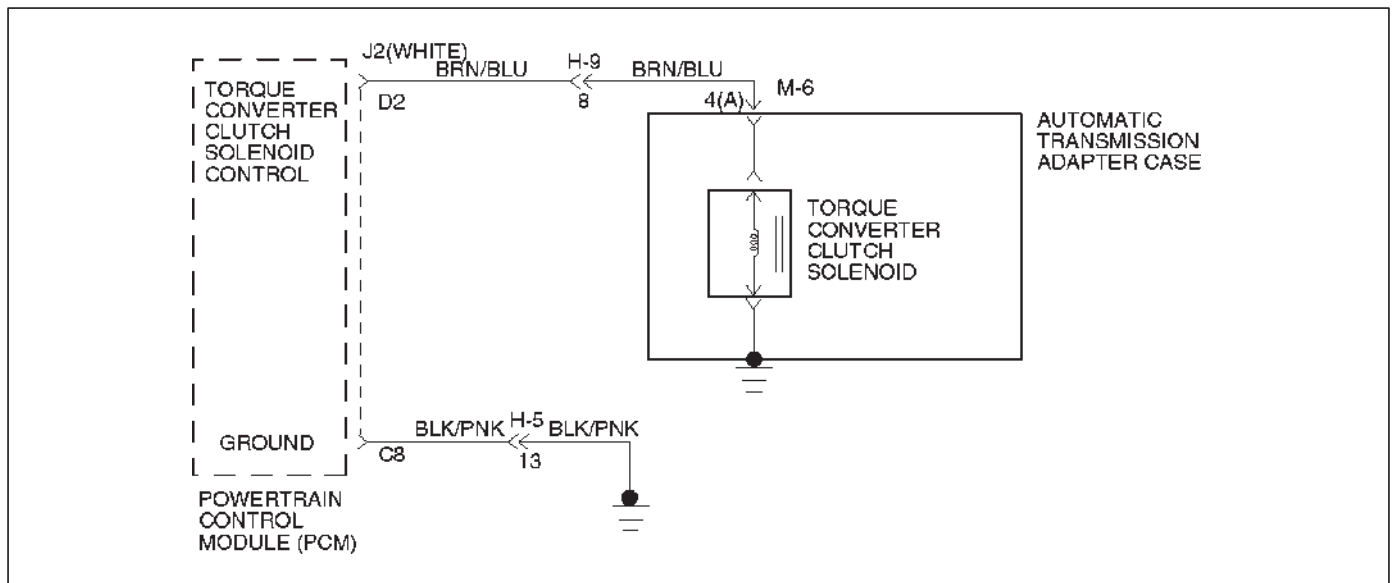 J2(WHITE)
BRN/BLU
H-9
BRN/BLU
M-6
D2
8
4(A)
TORQUE
CONVERTER
CLUTCH
SOLENOID
CONTROL
AUTOMATIC
TRANSMISSION
ADAPTER CASE
TORQUE
CONVERTER
CLUTCH
SOLENOID
GROUND
C8
BLK/PNK
H-5
BLK/PNK
13
POWERTRAIN
CONTROL
MODULE (PCM)